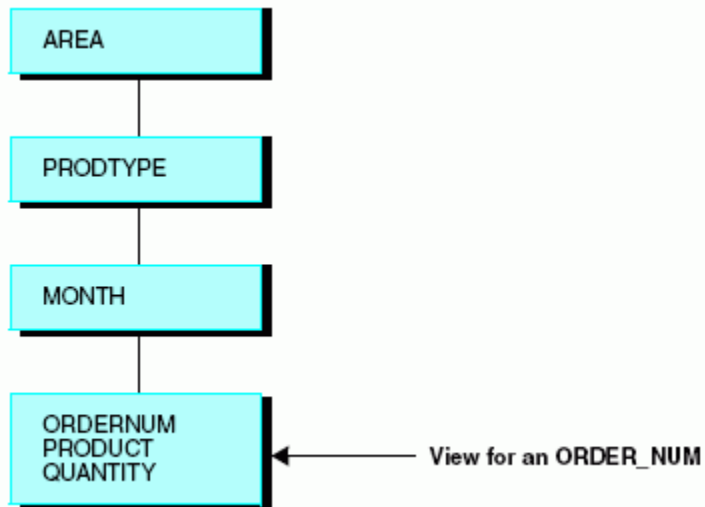 AREA
PRODTYPE
MONTH
ORDERNUM
PRODUCT
QUANTITY
View for an ORDER_NUM